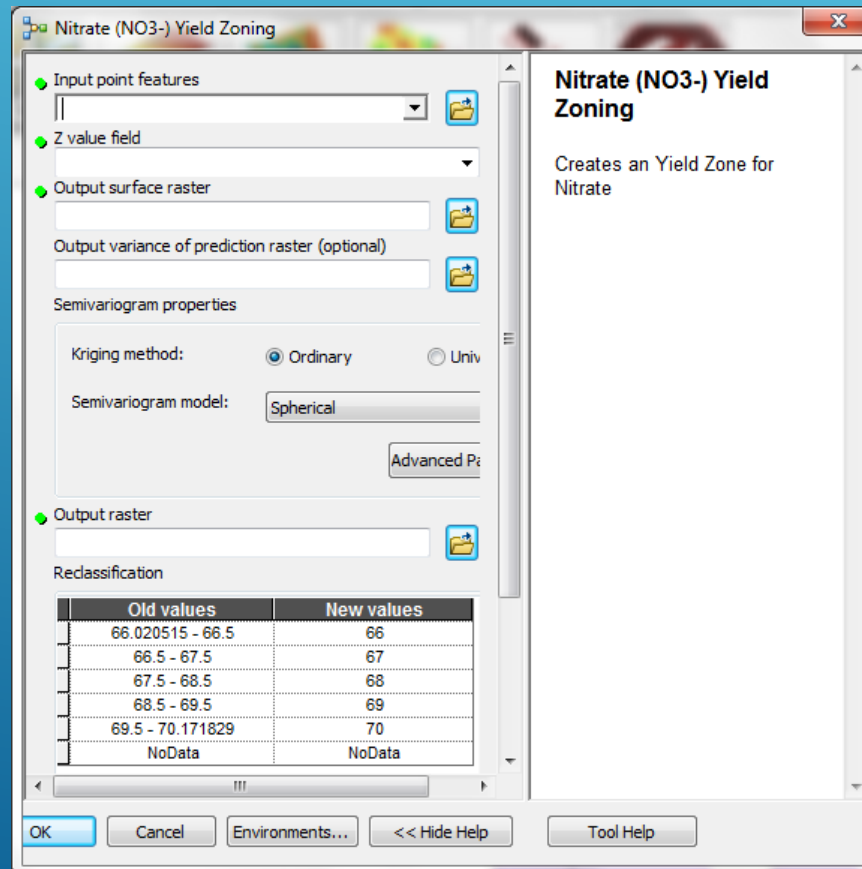 Nitrate (NO3-) Yield Zoning
Input point features
Z value field
Output surface raster
Output variance of prediction raster (optional)
Semivariogram properties
Kriging method: Ordinary Univ
Semivariogram model: Spherical
Advanced Pa
Output raster
Reclassification
Old values New values
66.020515 - 66.5 66
66.5 - 67.5 67
67.5 - 68.5 68
68.5 - 69.5 69
69.5 - 70.171829 70
NoData NoData
OK Cancel Environments... << Hide Help Tool Help
Nitrate (NO3-) Yield
Zoning
Creates an Yield Zone for
Nitrate